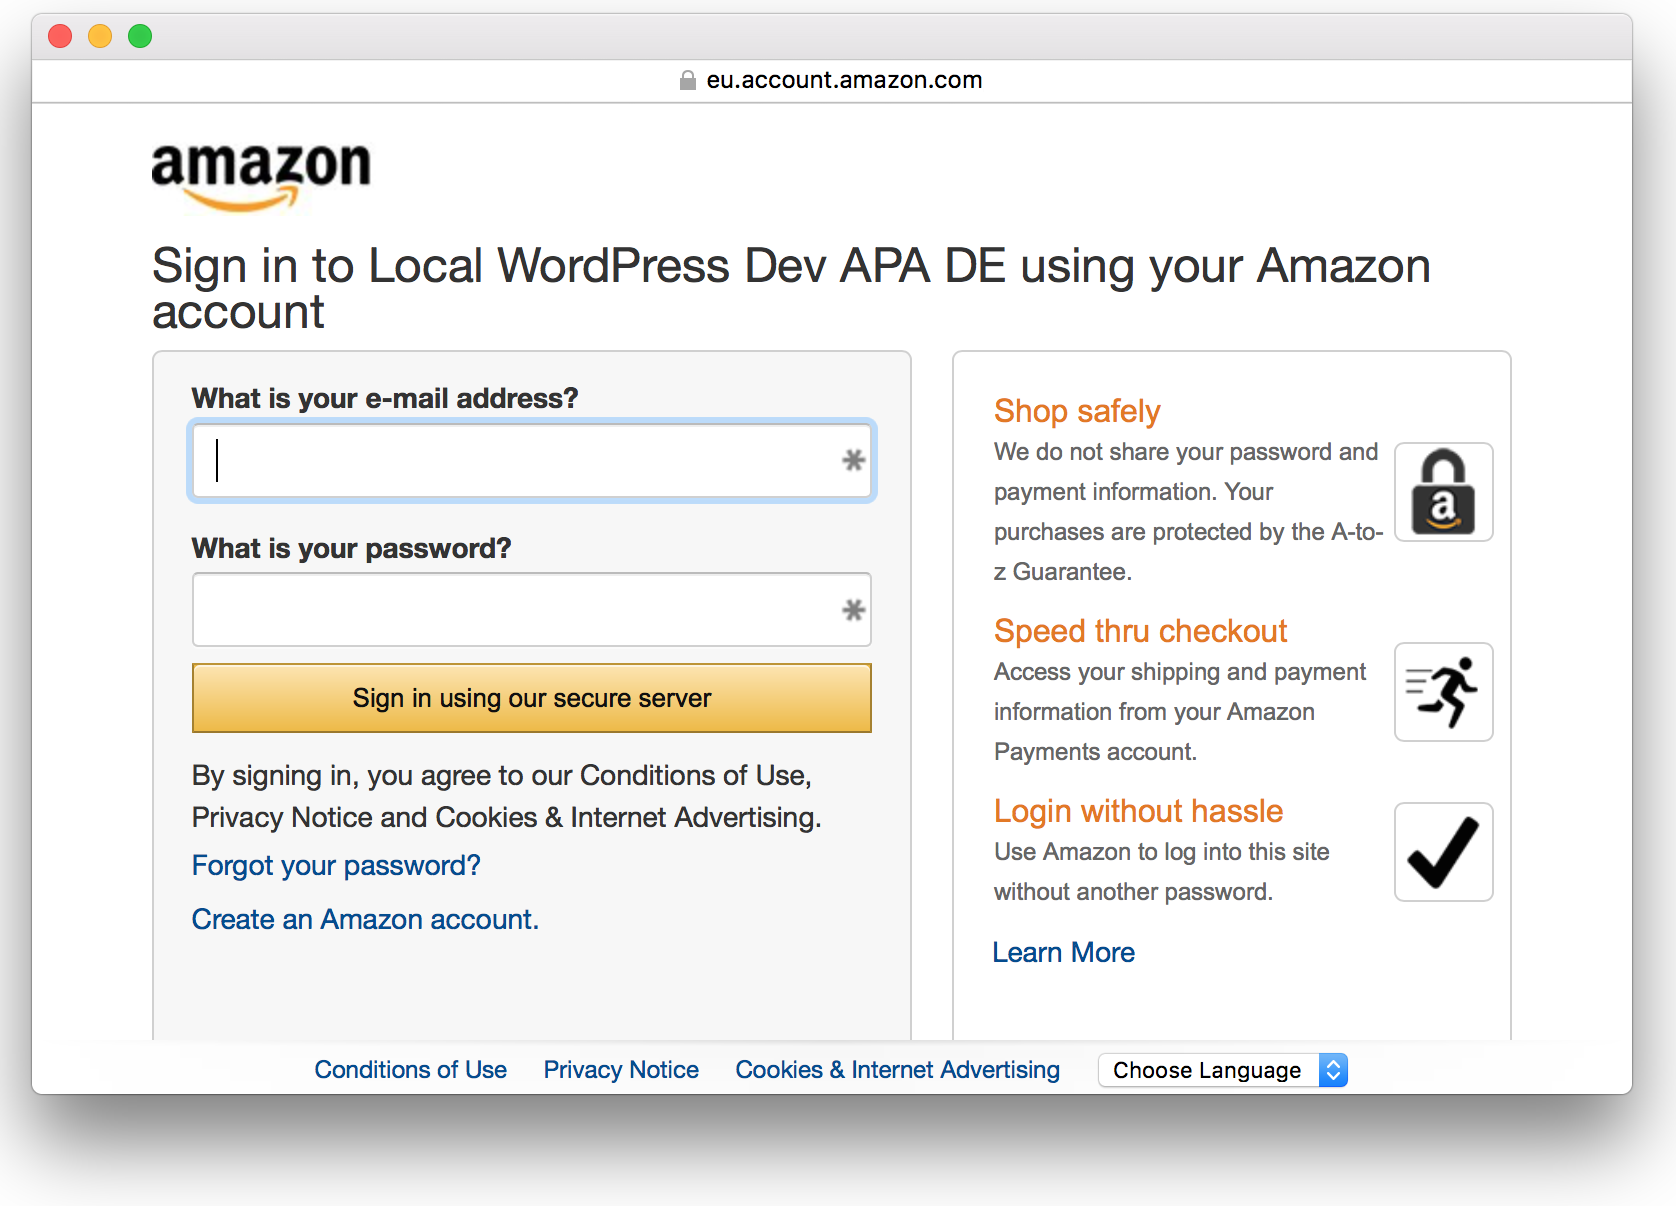 eu.account.amazon.com
amazon
Sign in to Local WordPress Dev APA DE using your Amazon
account
What is your e-mail address?
What is your password?
Sign in using our secure server
By signing in, you agree to our Conditions of Use,
Privacy Notice and Cookies & Internet Advertising.
Forgot your password?
Create an Amazon account.
Shop safely
We do not share your password and
payment information. Your
purchases are protected by the A-to-
z Guarantee.
a
Speed thru checkout
Access your shipping and payment
information from your Amazon
Payments account.
Login without hassle
Use Amazon to log into this site
without another password.
Learn More
Conditions of Use
Privacy Notice
Cookies & Internet Advertising
Choose Language